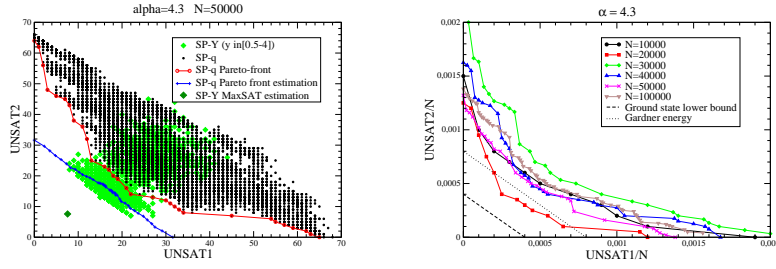 alpha=4.3 N=50000
UNSAT2
70
60
50
40
30
20
10
0
0 10 20 30 40 50 60 70
UNSAT1
SP-Y (y in[0.5-4])
SP-q
SP-q Pareto-front
SP-q Pareto front estimation
SP-Y MaxSAT estimation
α = 4.3
UNSAT2/N
0,002
0,0015
0,001
0,0005
0
0 0,0005 0,001 0,0015 0,002
UNSAT1/N
N=10000
N=20000
N=30000
N=40000
N=50000
N=100000
Ground state lower bound
Gardner energy